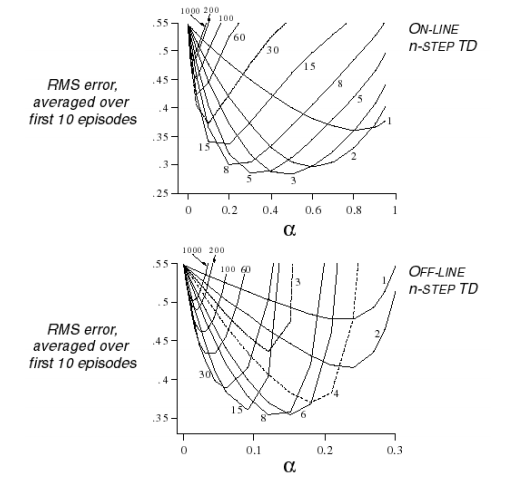 1000 200
100
60
30
15
8
5
1
2
3
5
8
15
.55
.5
.45
.4
.35
.3
.25
0 0.2 0.4 0.6 0.8 1
α
RMS error,
averaged over
first 10 episodes
ON-LINE
n-STEP TD
1000 200
100 60
3
1
2
4
6
8
15
30
.55
.5
.45
.4
.35
0 0.1 0.2 0.3
α
RMS error,
averaged over
first 10 episodes
OFF-LINE
n-STEP TD